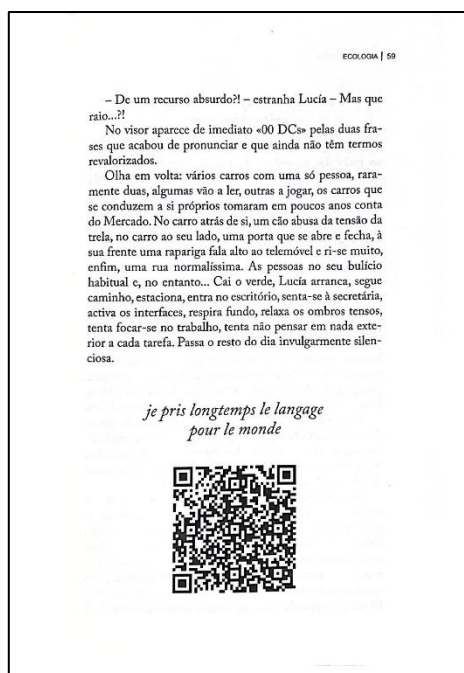 ECOLOGIA | 59
– De um recurso absurdo?! – estranha Lucía – Mas que
raio...?!
No visor aparece de imediato «00 DCs» pelas duas fra-
ses que acabou de pronunciar e que ainda não têm termos
revalorizados.
Olha em volta: vários carros com uma só pessoa, rara-
mente duas, algumas vão a ler, outras a jogar, os carros que
se conduzem a si próprios tomaram em poucos anos conta
do Mercado. No carro atrás de si, um cão abusa da tensão da
trela, no carro ao seu lado, uma porta que se abre e fecha, à
sua frente uma rapariga fala alto ao telemóvel e ri-se muito,
enfim, uma rua normalíssima. As pessoas no seu bulício
habitual e, no entanto... Cai o verde, Lucía arranca, segue
caminho, estaciona, entra no escritório, senta-se à secretária,
activa os interfaces, respira fundo, relaxa os ombros tensos,
tenta focar-se no trabalho, tenta não pensar em nada exte-
rior a cada tarefa. Passa o resto do dia invulgarmente silen-
ciosa.
je pris longtemps le langage
pour le monde